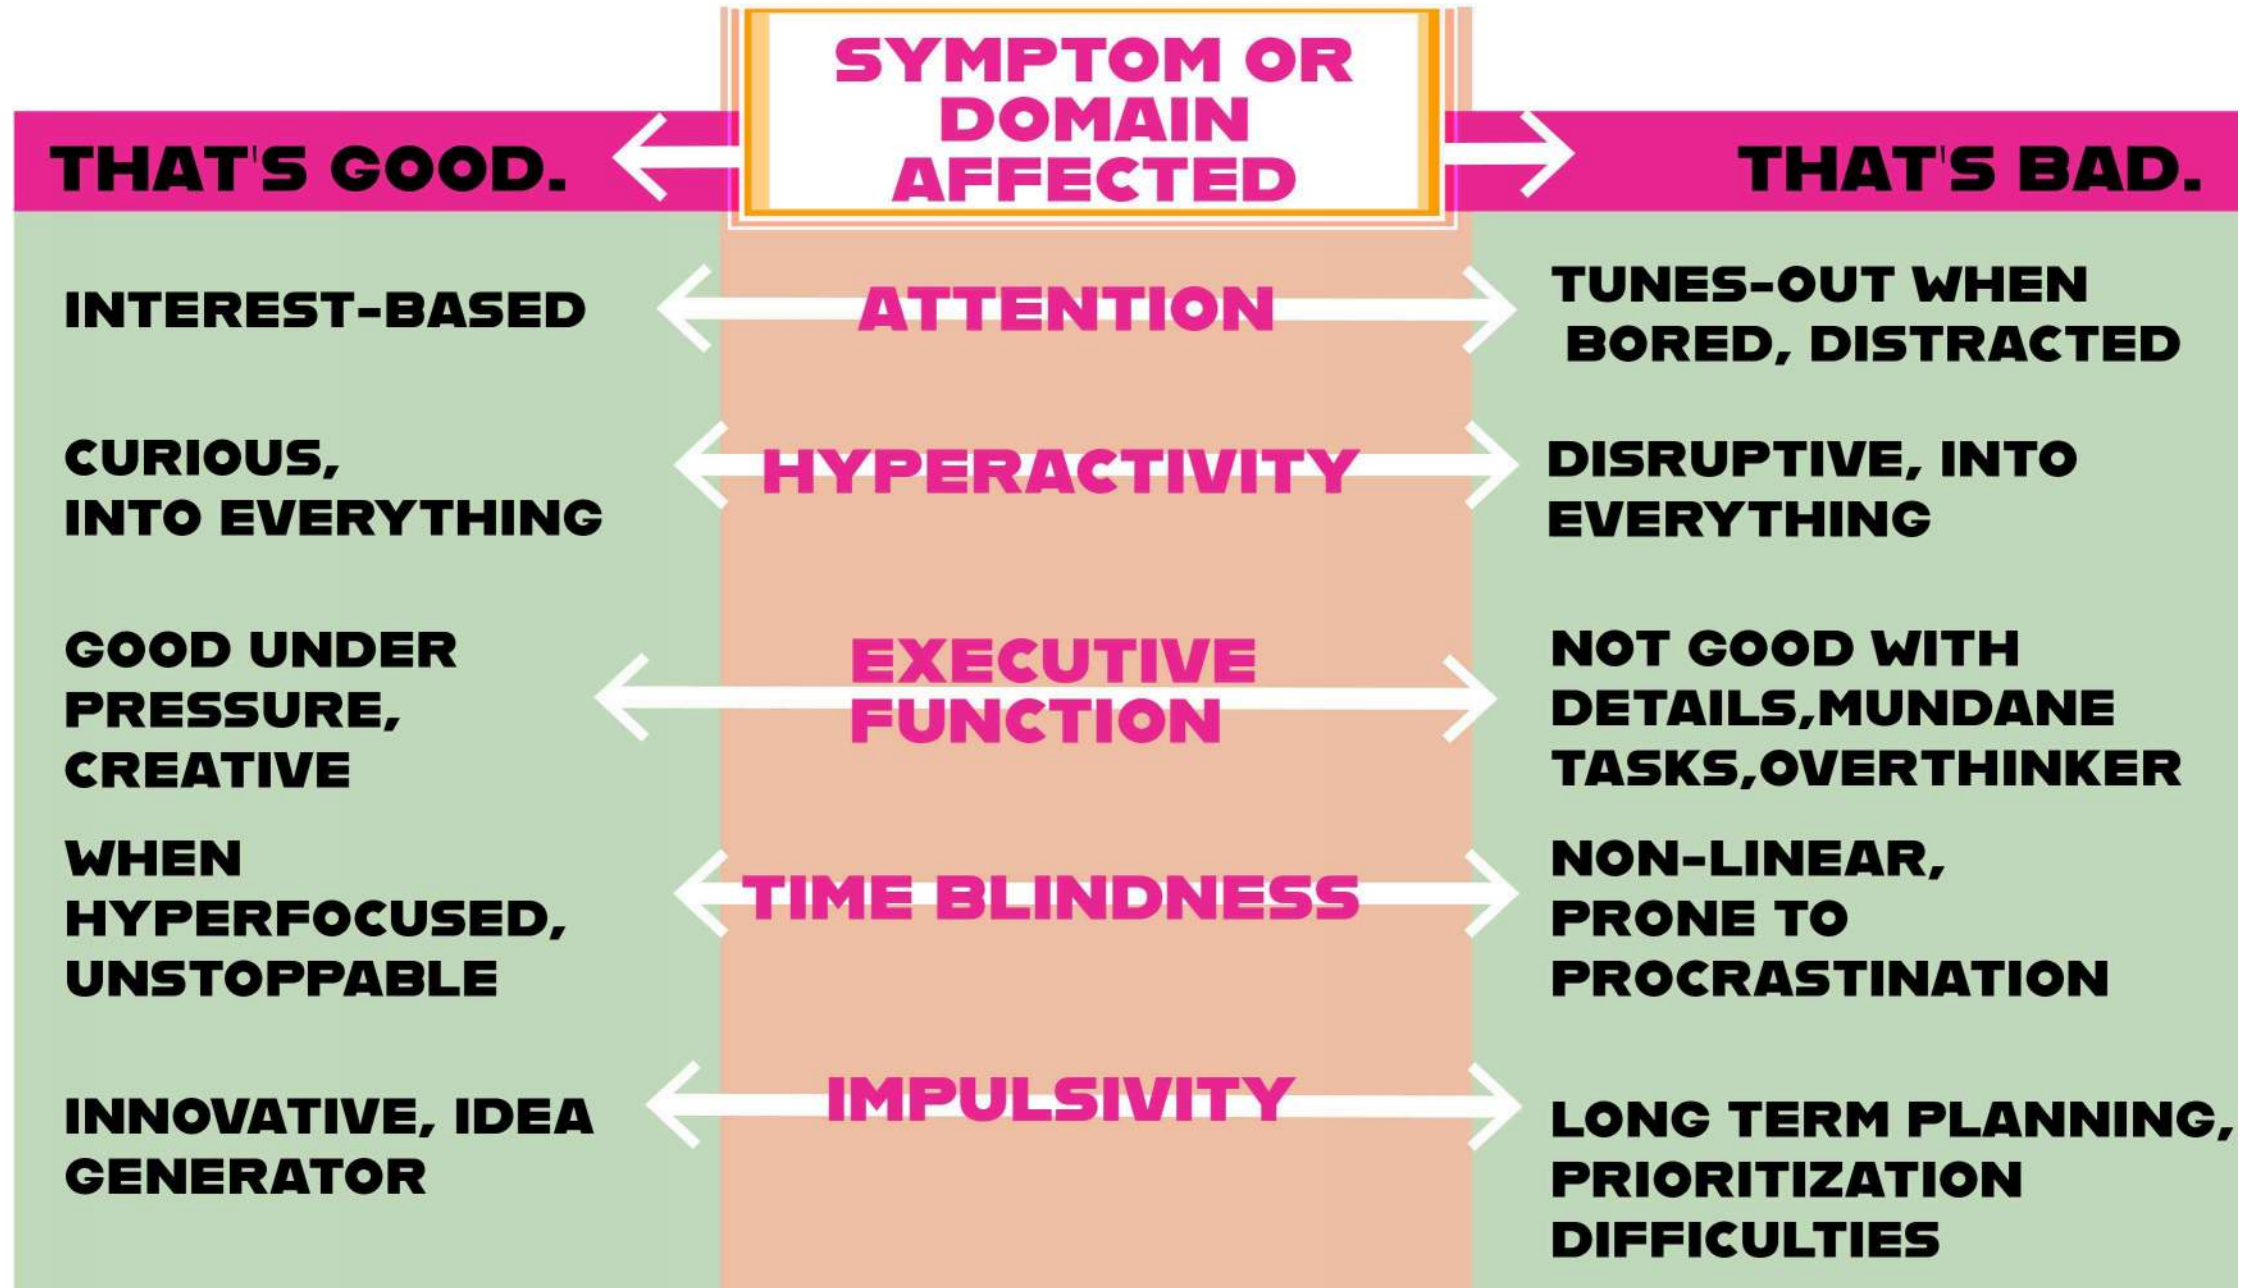 SYMPTOM OR
DOMAIN
AFFECTED
THAT'S GOOD.
THAT'S BAD.
INTEREST-BASED
ATTENTION
TUNES-OUT WHEN
BORED, DISTRACTED
CURIOUS,
INTO EVERYTHING
HYPERACTIVITY
DISRUPTIVE, INTO
EVERYTHING
GOOD UNDER
PRESSURE,
CREATIVE
EXECUTIVE
FUNCTION
NOT GOOD WITH
DETAILS,MUNDANE
TASKS,OVERTHINKER
WHEN
HYPERFOCUSED,
UNSTOPPABLE
TIME BLINDNESS
NON-LINEAR,
PRONE TO
PROCRASTINATION
INNOVATIVE, IDEA
GENERATOR
IMPULSIVITY
LONG TERM PLANNING,
PRIORITIZATION
DIFFICULTIES